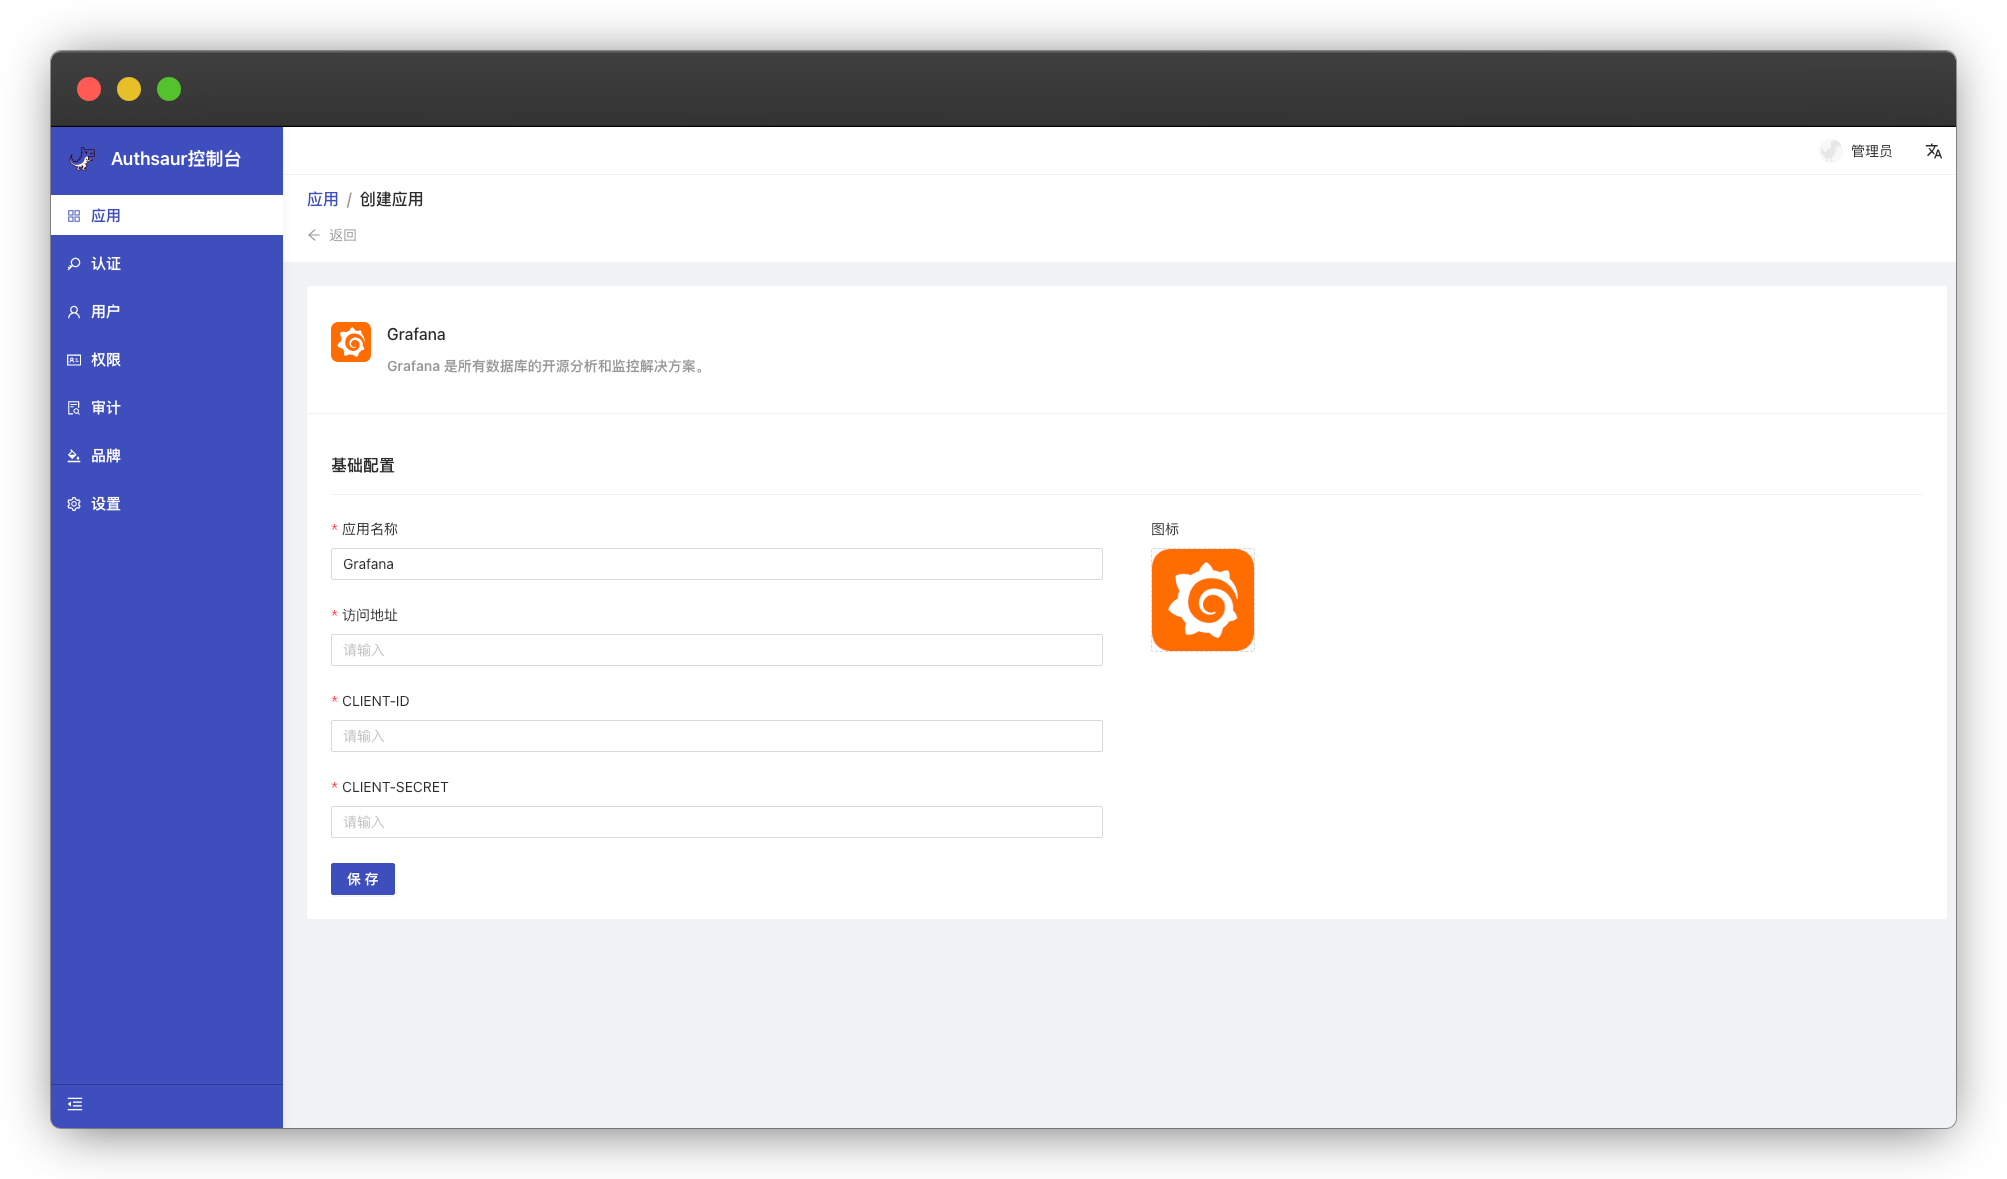 Authsaur控制台
管理员
应用
认证
用户
权限
审计
品牌
设置
应用 / 创建应用
返回
Grafana
Grafana 是所有数据库的开源分析和监控解决方案。
基础配置
* 应用名称
Grafana
* 访问地址
请输入
* CLIENT-ID
请输入
* CLIENT-SECRET
请输入
保 存
图标